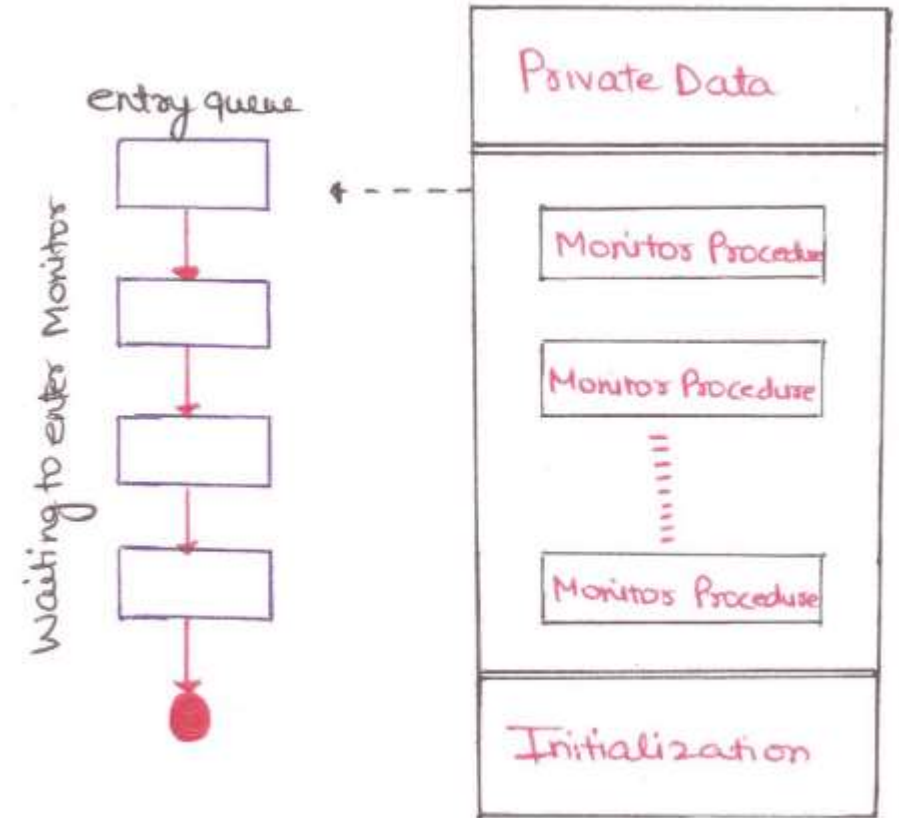 entry queue
Waiting to enter Monitor
Private Data
Monitor Procedure
Monitor Procedure
Monitor Procedure
Initialization